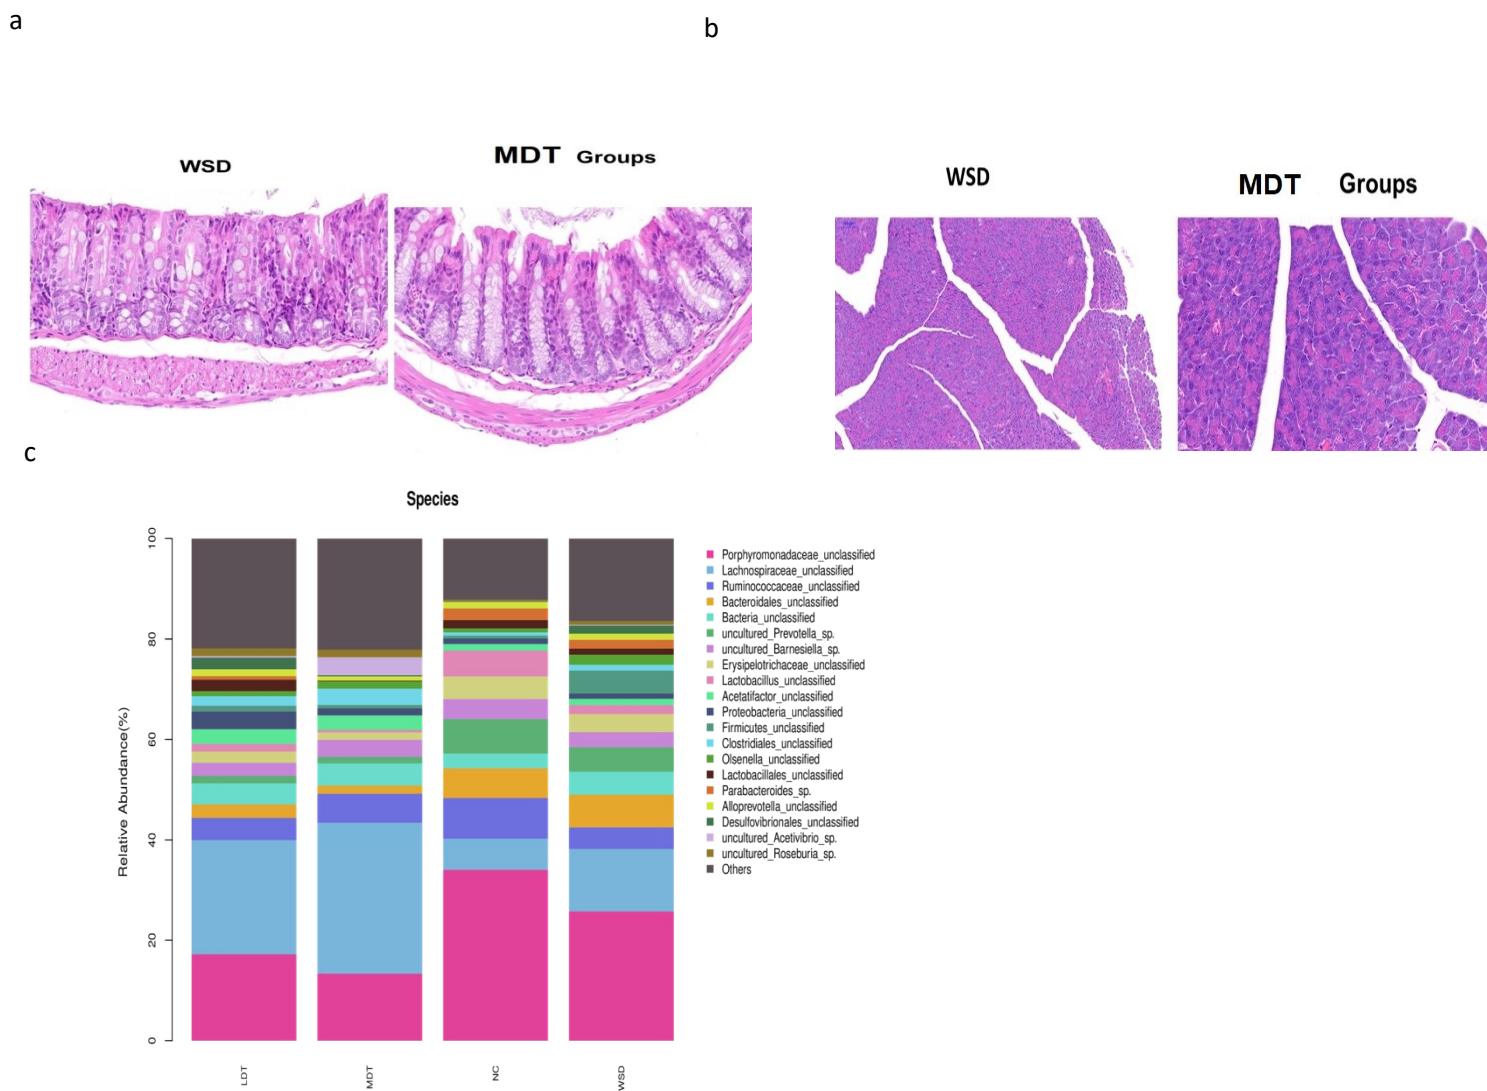 a
b
WSD
MDT Groups
WSD
MDT Groups
c
Species
Relative Abundance(%)
100
80
60
40
20
0
LDT
MDT
NC
WSD
Porphyromonadaceae_unclassified
Lachnospiraceae_unclassified
Ruminococcaceae_unclassified
Bacteroidales_unclassified
Bacteria_unclassified
uncultured_Prevotella_sp.
uncultured_Barnesiella_sp.
Erysipelotrichaceae_unclassified
Lactobacillus_unclassified
Acetatifactor_unclassified
Proteobacteria_unclassified
Firmicutes_unclassified
Clostridiales_unclassified
Olsenella_unclassified
Lactobacillales_unclassified
Parabacteroides_sp.
Alloprevotella_unclassified
Desulfovibrionales_unclassified
uncultured_Acetivibrio_sp.
uncultured_Roseburia_sp.
Others